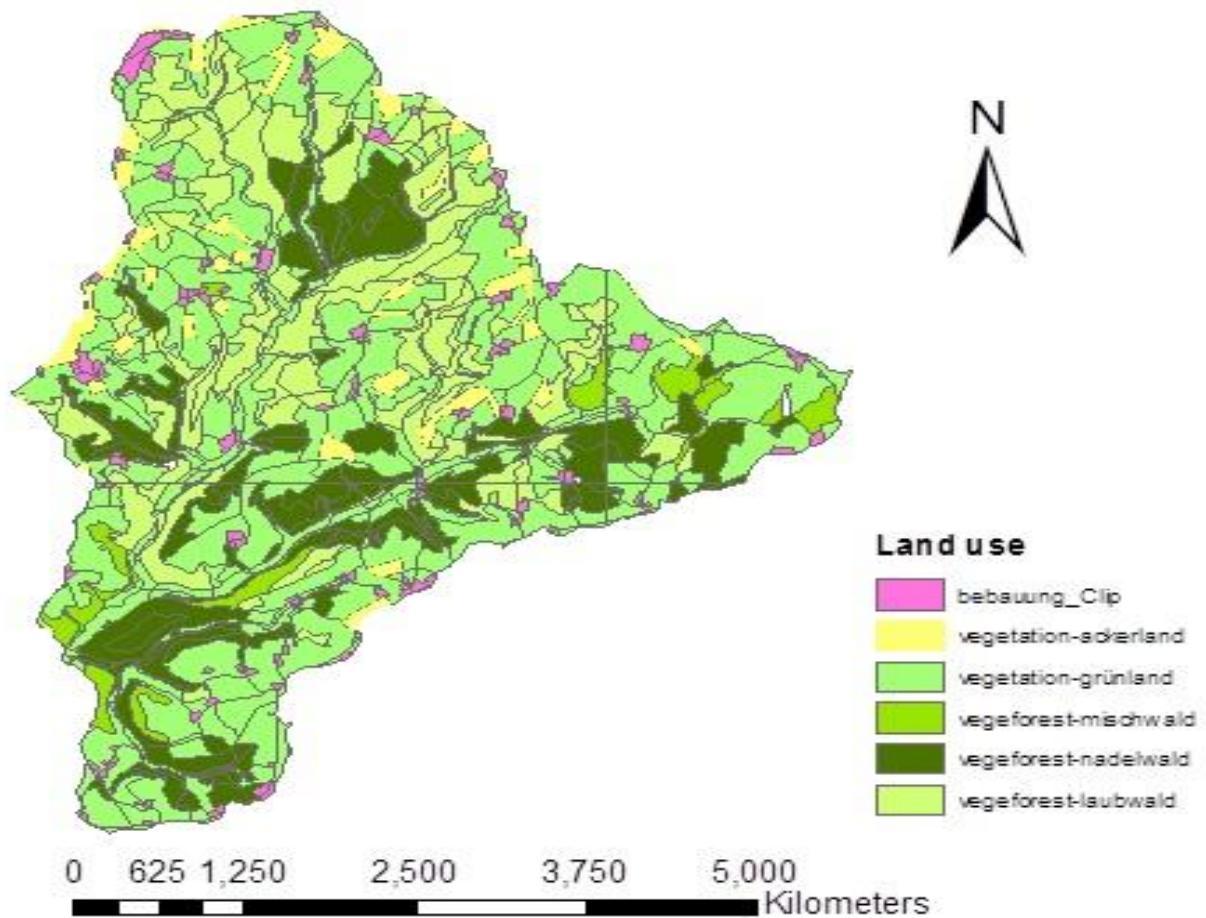 N
Land use
bebauung_Clip
vegetation-ackerland
vegetation-grünland
vegeforest-mischwald
vegeforest-nadelwald
vegeforest-laubwald
0 625 1,250 2,500 3,750 5,000
Kilometers